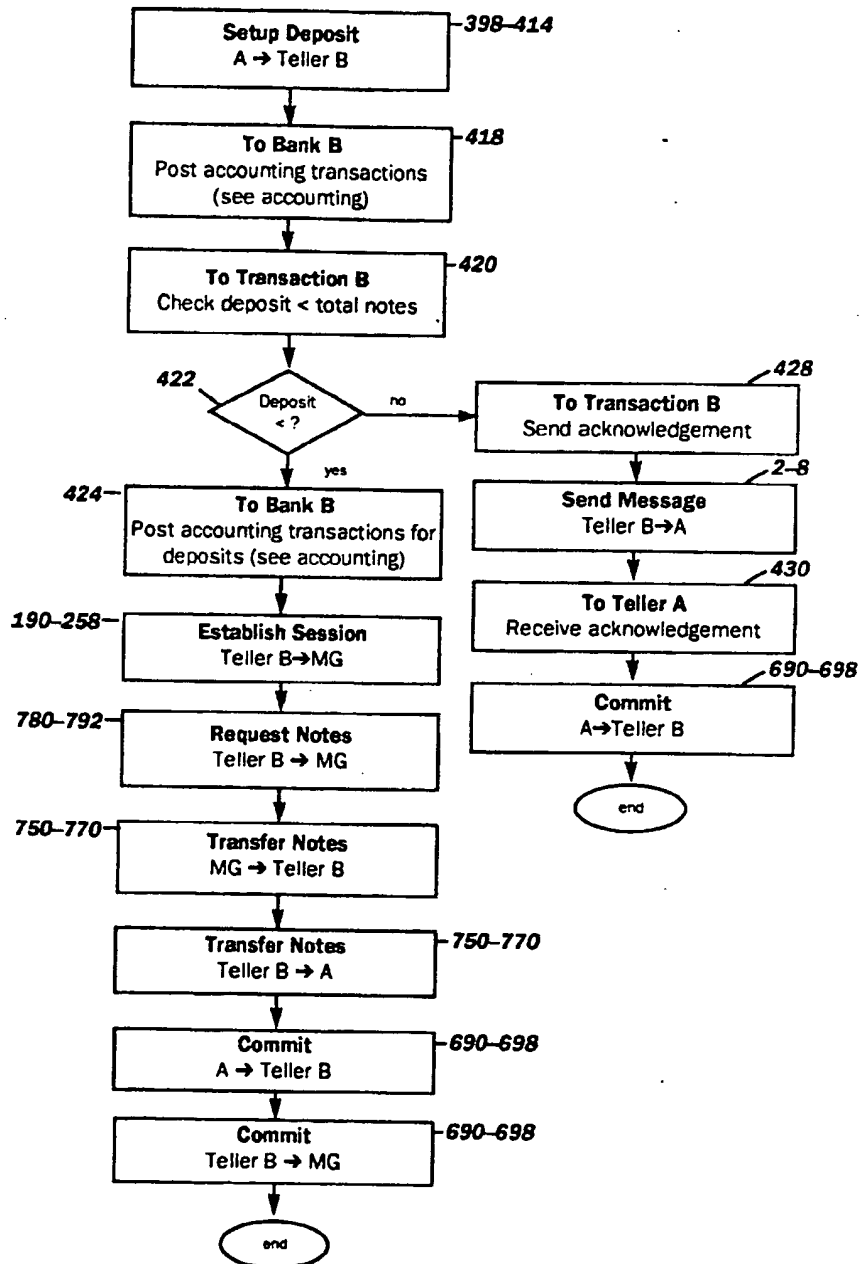 Setup Deposit
A → Teller B
398–414
To Bank B
Post accounting transactions
(see accounting)
418
To Transaction B
Check deposit < total notes
420
422
Deposit
< ?
no
yes
428
To Transaction B
Send acknowledgement
2–8
Send Message
Teller B→A
430
To Teller A
Receive acknowledgement
690–698
Commit
A→Teller B
end
424
To Bank B
Post accounting transactions for
deposits (see accounting)
190–258
Establish Session
Teller B→MG
780–792
Request Notes
Teller B → MG
750–770
Transfer Notes
MG → Teller B
Transfer Notes
Teller B → A
750–770
Commit
A → Teller B
690–698
Commit
Teller B → MG
690–698
end